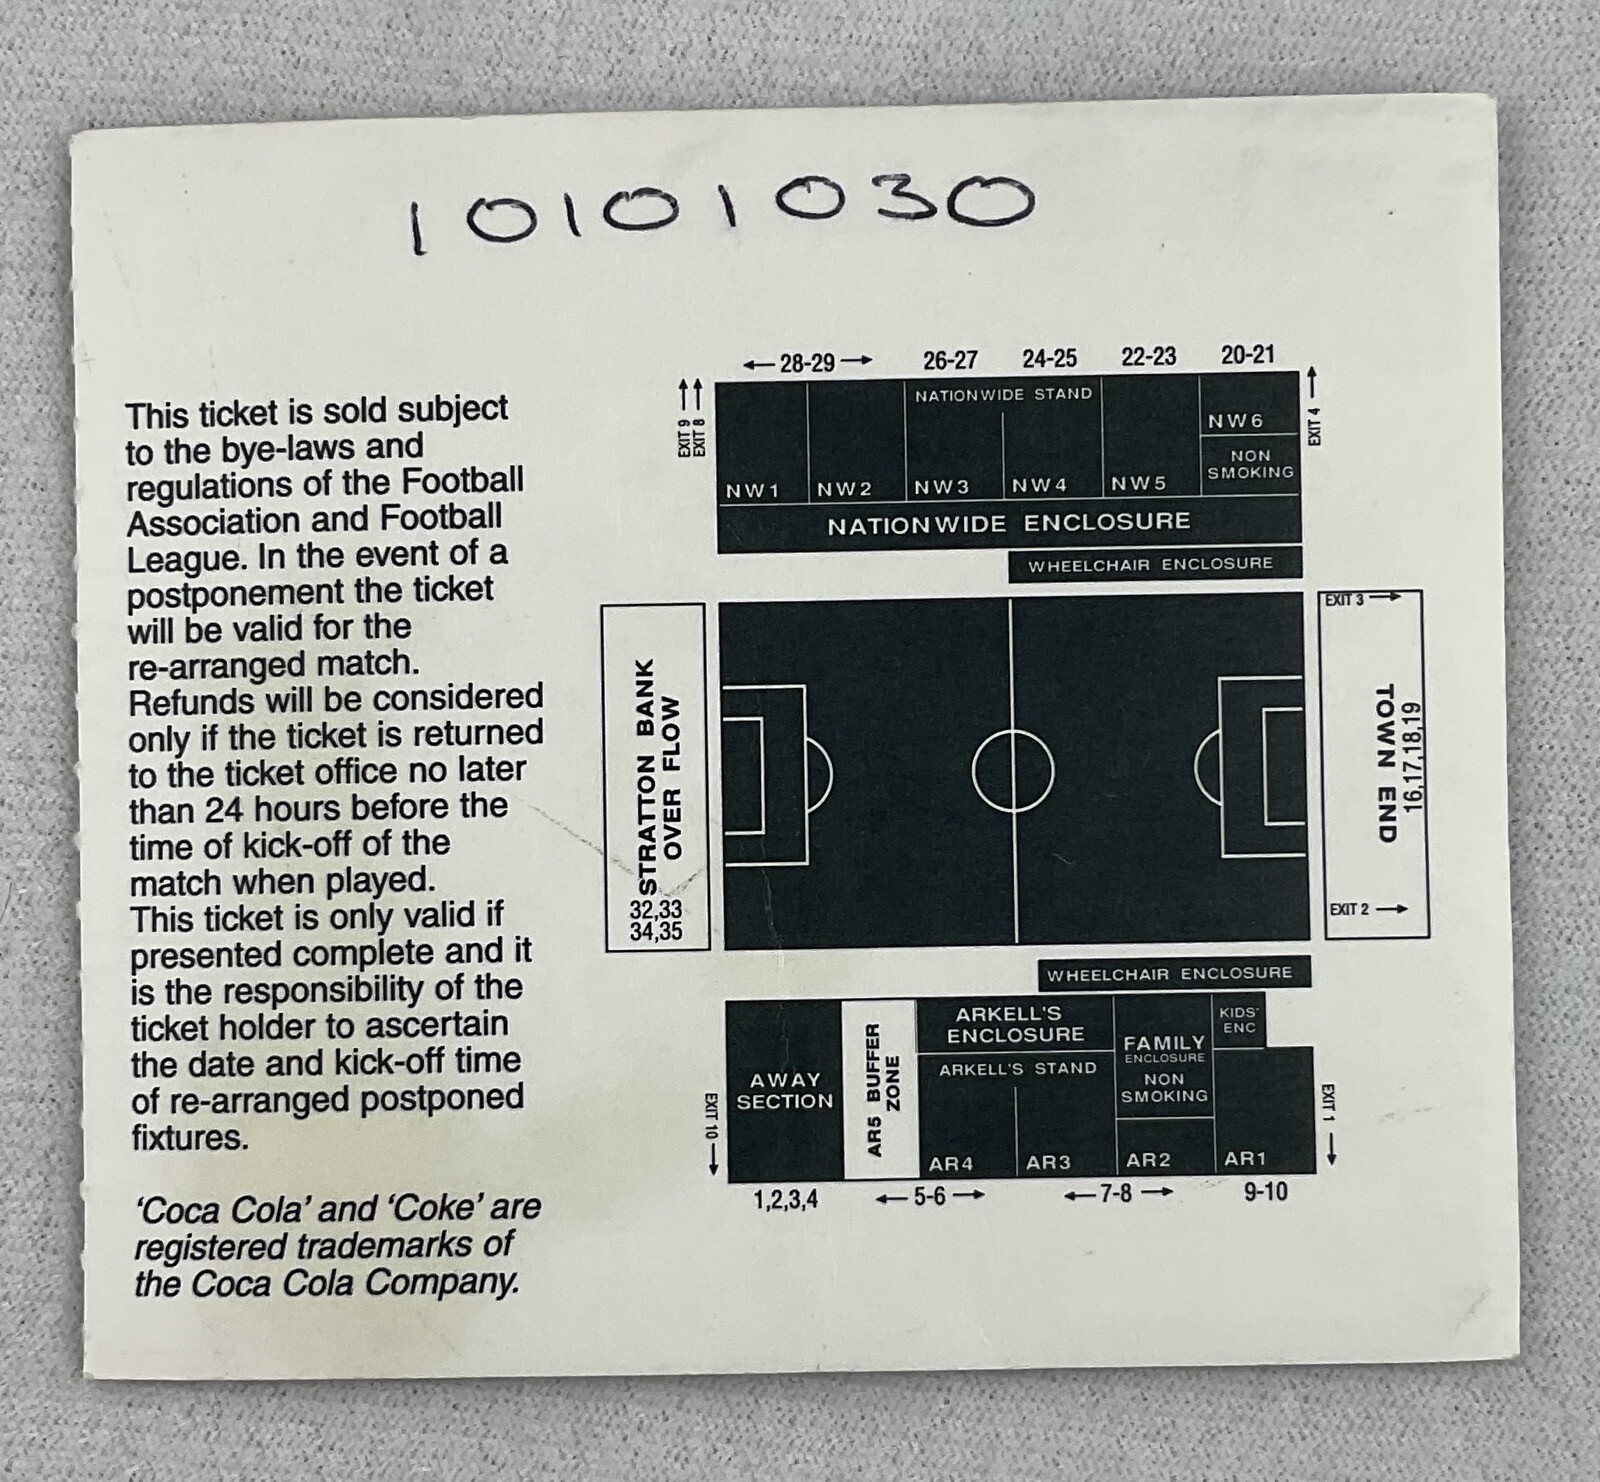 10101030
This ticket is sold subject
to the bye-laws and
regulations of the Football
Association and Football
League. In the event of a
postponement the ticket
will be valid for the
re-arranged match.
Refunds will be considered
only if the ticket is returned
to the ticket office no later
than 24 hours before the
time of kick-off of the
match when played.
This ticket is only valid if
presented complete and it
is the responsibility of the
ticket holder to ascertain
the date and kick-off time
of re-arranged postponed
fixtures.
'Coca Cola' and 'Coke' are
registered trademarks of
the Coca Cola Company.
← 28-29 → 26-27 24-25 22-23 20-21
EXIT 9
EXIT 8
NATIONWIDE STAND
NW6
NON
SMOKING
NW1 NW2 NW3 NW4 NW5
EXIT 4
NATIONWIDE ENCLOSURE
WHEELCHAIR ENCLOSURE
STRATTON BANK
OVER FLOW
32,33
34,35
EXIT 3 →
TOWN END
16,17,18,19
EXIT 2 →
WHEELCHAIR ENCLOSURE
AWAY
SECTION
AR5 BUFFER
ZONE
ARKELL'S
ENCLOSURE
ARKELL'S STAND
FAMILY
ENCLOSURE
NON
SMOKING
KIDS'
ENC
AR4 AR3 AR2 AR1
EXIT 10 →
EXIT 1 →
1,2,3,4 ← 5-6 → ← 7-8 → 9-10